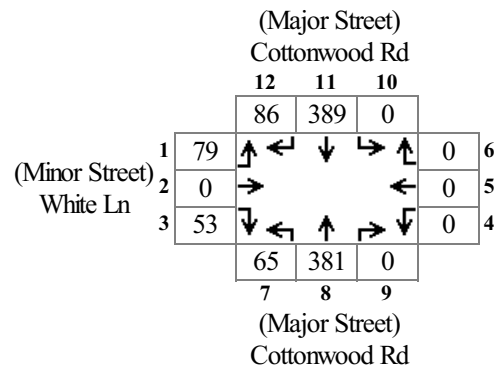 (Major Street)
Cottonwood Rd
12 11 10
86 389 0
1 79 0 6
(Minor Street) 2 0 0 5
White Ln
3 53 0 4
65 381 0
7 8 9
(Major Street)
Cottonwood Rd